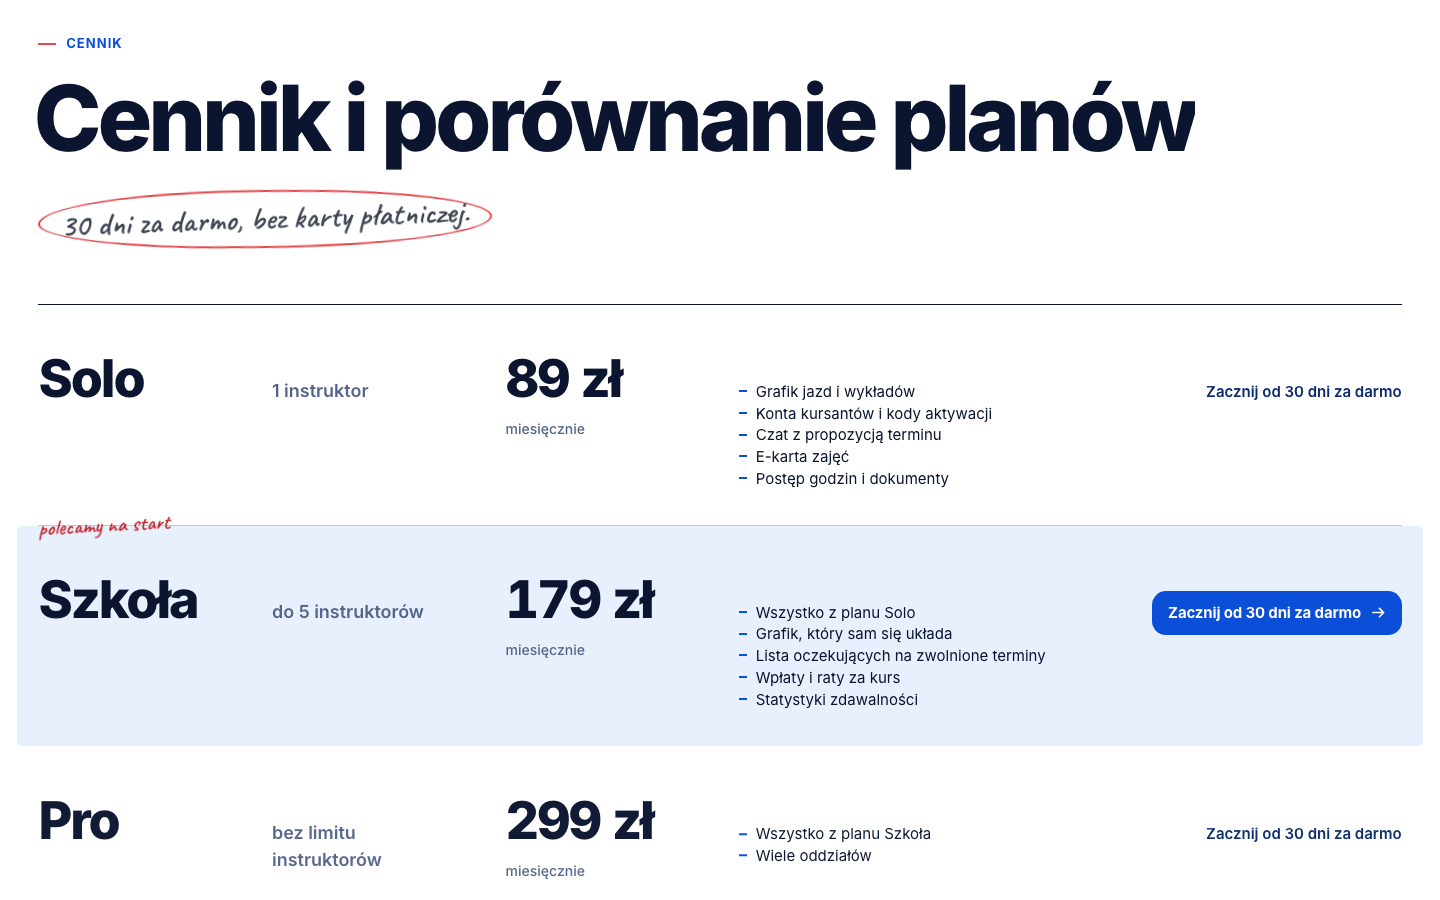 CENNIK
Cennik i porównanie planów
30 dni za darmo, bez karty płatniczej.
Solo
1 instruktor
89 zł
miesięcznie
Grafik jazd i wykładów
Konta kursantów i kody aktywacji
Czat z propozycją terminu
E-karta zajęć
Postęp godzin i dokumenty
Zacznij od 30 dni za darmo
polecamy na start
Szkoła
do 5 instruktorów
179 zł
miesięcznie
Wszystko z planu Solo
Grafik, który sam się układa
Lista oczekujących na zwolnione terminy
Wpłaty i raty za kurs
Statystyki zdawalności
Zacznij od 30 dni za darmo →
Pro
bez limitu
instruktorów
299 zł
miesięcznie
Wszystko z planu Szkoła
Wiele oddziałów
Zacznij od 30 dni za darmo